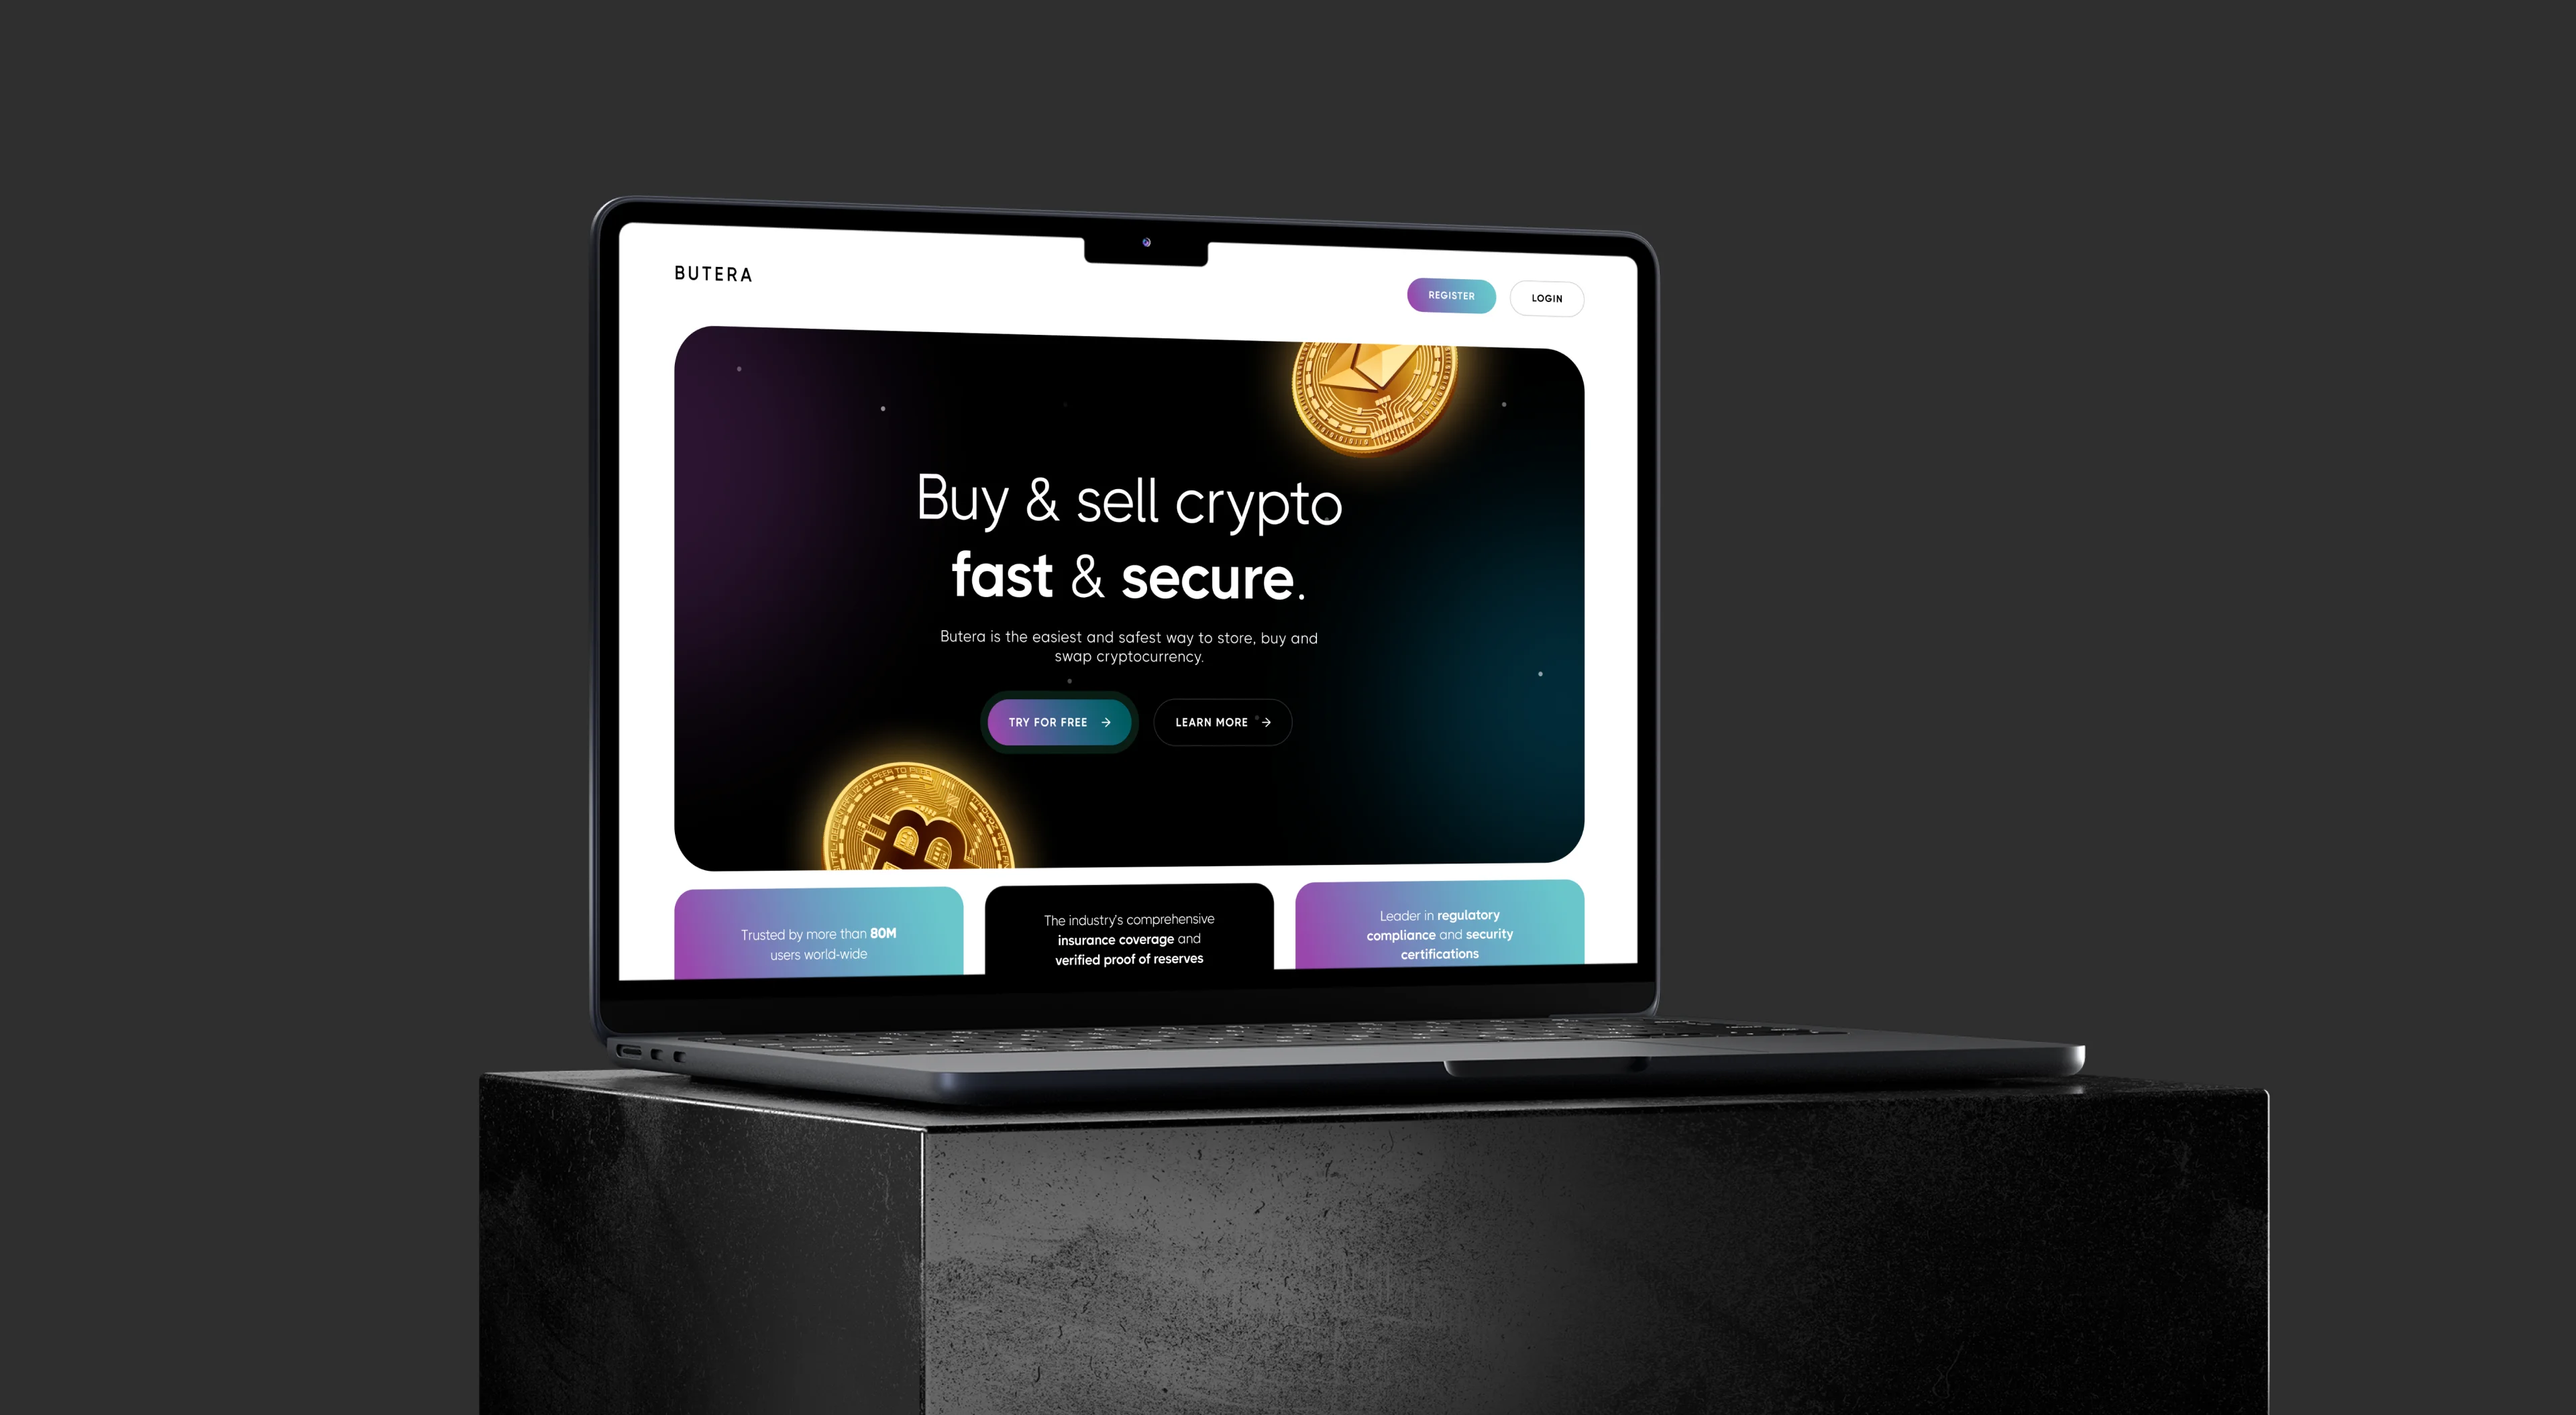 BUTERA
REGISTER
LOGIN
Buy & sell crypto
fast & secure.
Butera is the easiest and safest way to store, buy and
swap cryptocurrency.
TRY FOR FREE →
LEARN MORE →
Trusted by more than 80M
users world-wide
The industry's comprehensive
insurance coverage and
verified proof of reserves
Leader in regulatory
compliance and security
certifications